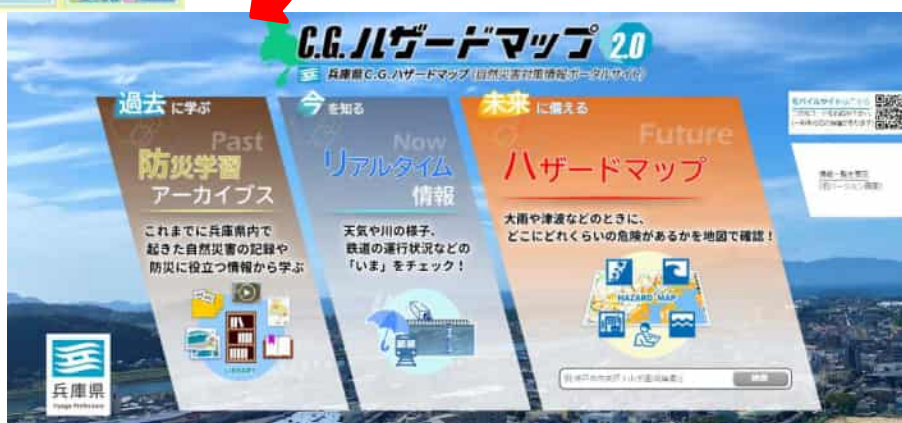 C.G.ハザードマップ 2.0
兵庫県C.G.ハザードマップ(自然災害対策情報ポータルサイト)
過去 に学ぶ
Past
防災学習
アーカイブス
これまでに兵庫県内で
起きた自然災害の記録や
防災に役立つ情報から学ぶ
LIBRARY
今 を知る
Now
リアルタイム
情報
天気や川の様子、
鉄道の運行状況などの
「いま」をチェック!
未来 に備える
Future
ハザードマップ
大雨や津波などのときに、
どこにどれくらいの危険があるかを地図で確認!
HAZARD MAP
検索
兵庫県
Hyogo Prefecture